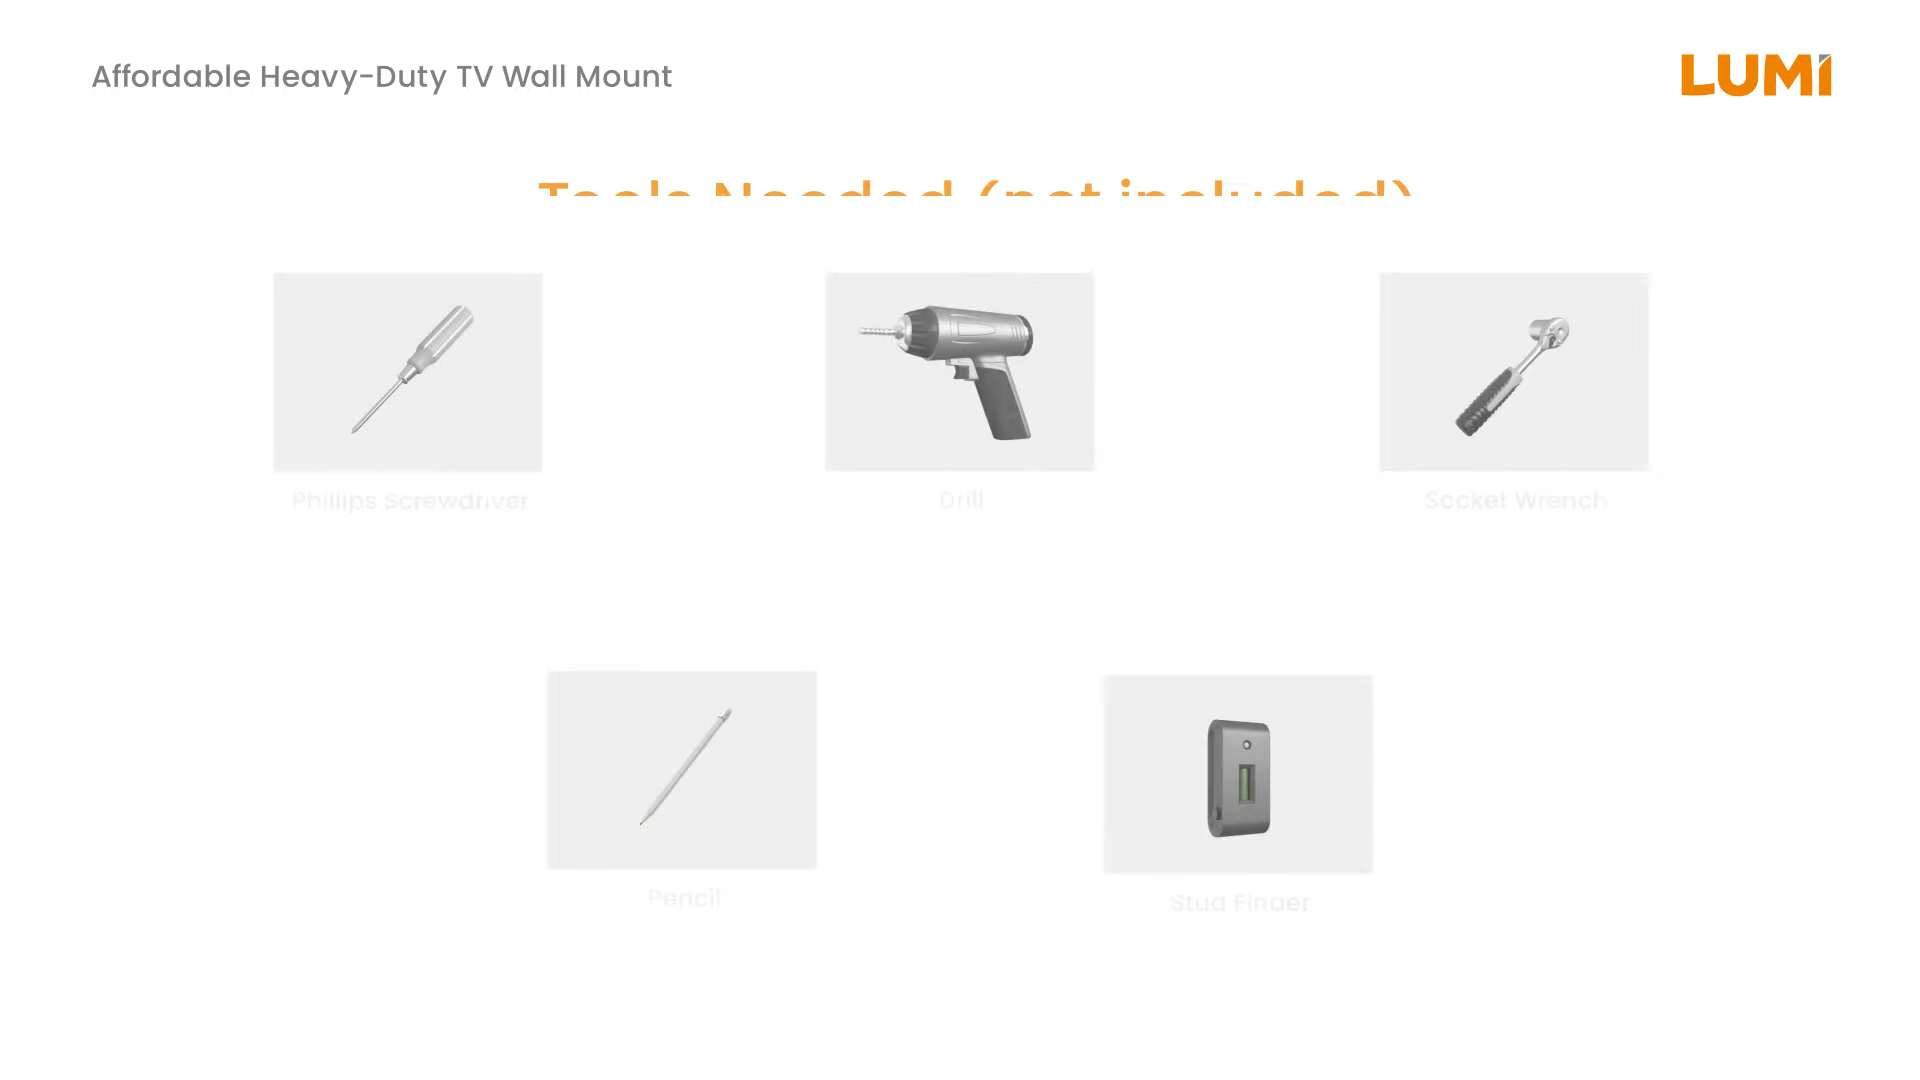 Affordable Heavy-Duty TV Wall Mount
LUMI
Tools Needed (not included)
Phillips Screwdriver
Drill
Socket Wrench
Pencil
Stud Finder